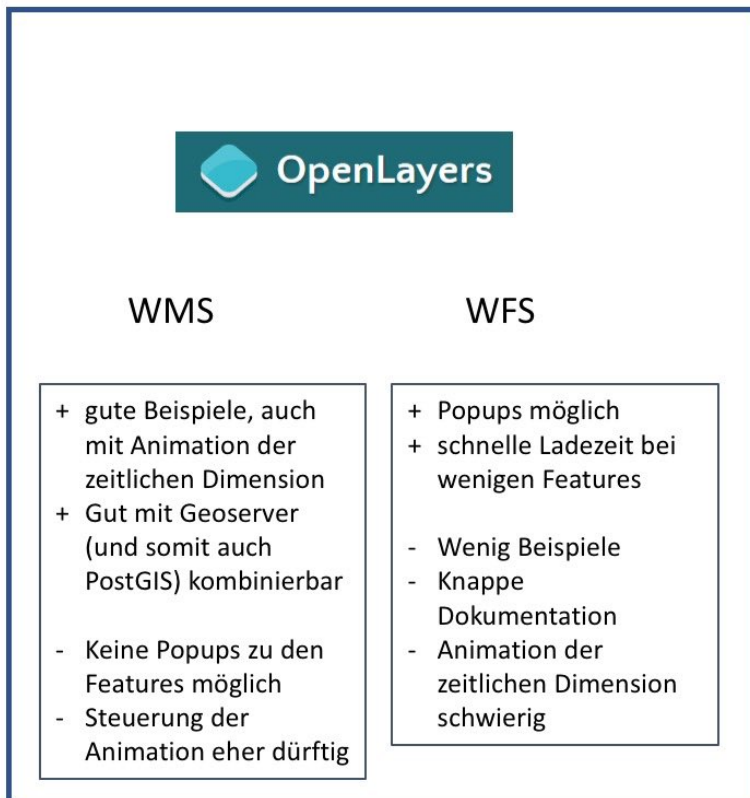 OpenLayers
WMS
+ gute Beispiele, auch
mit Animation der
zeitlichen Dimension
+ Gut mit Geoserver
(und somit auch
PostGIS) kombinierbar
- Keine Popups zu den
Features möglich
- Steuerung der
Animation eher dürftig
WFS
+ Popups möglich
+ schnelle Ladezeit bei
wenigen Features
- Wenig Beispiele
- Knappe
Dokumentation
- Animation der
zeitlichen Dimension
schwierig